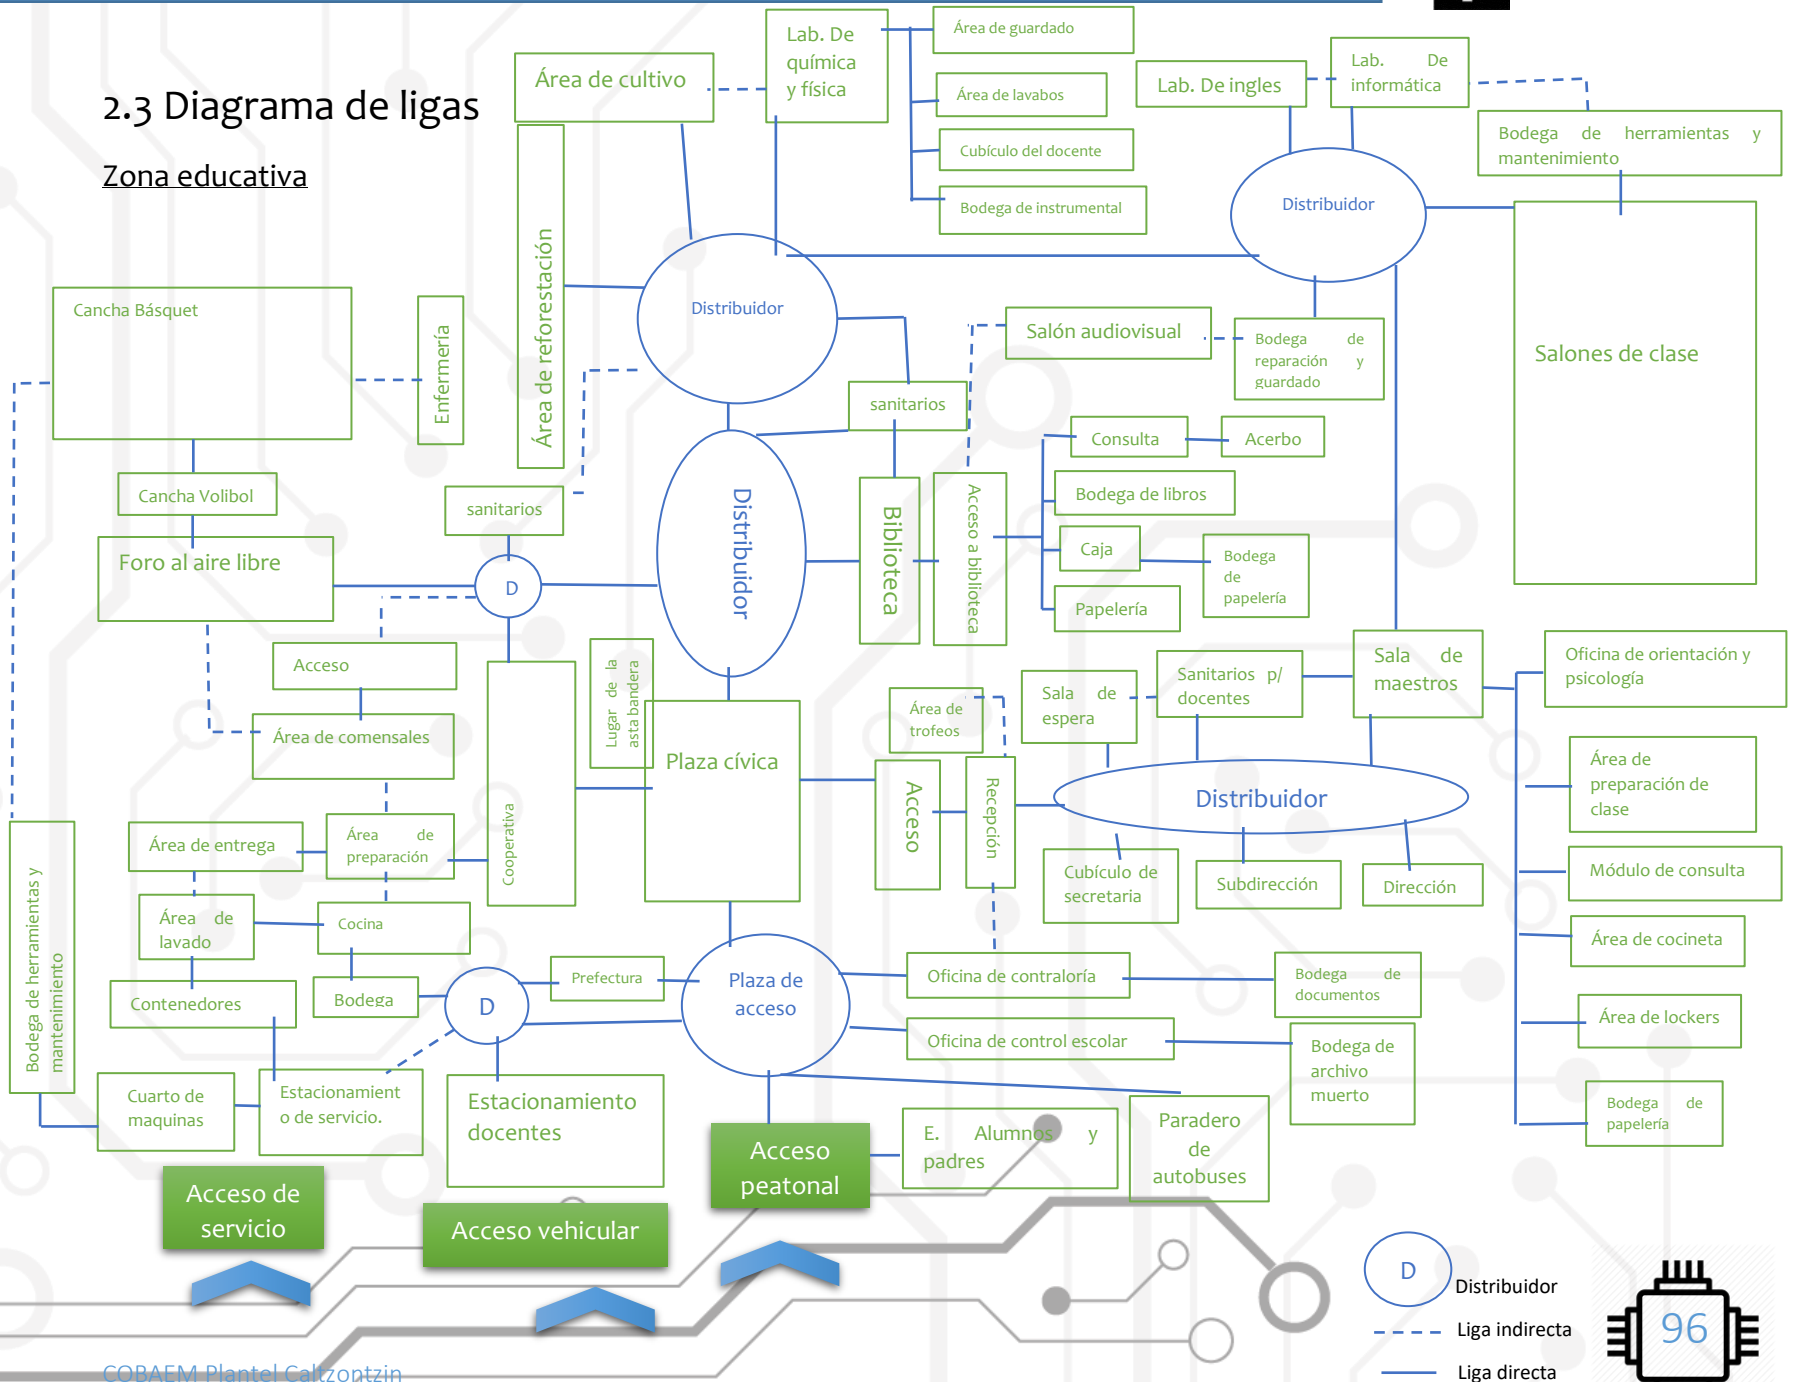 2.3 Diagrama de ligas
Zona educativa
Área de cultivo
Lab. De
química
y física
Área de guardado
Área de lavabos
Cubículo del docente
Bodega de instrumental
Lab. De ingles
Lab. De
informática
Bodega de herramientas y
mantenimiento
Distribuidor
Salones de clase
Área de reforestación
Distribuidor
Cancha Básquet
Enfermería
Salón audiovisual
Bodega de
reparación y
guardado
sanitarios
Consulta
Acerbo
Cancha Volibol
sanitarios
Distribuidor
Biblioteca
Acceso a biblioteca
Bodega de libros
Caja
Bodega
de
papelería
Papelería
Foro al aire libre
D
Acceso
Lugar de la
asta bandera
Área de comensales
Plaza cívica
Área de
trofeos
Sala de
espera
Sanitarios p/
docentes
Sala de
maestros
Oficina de orientación y
psicología
Área de
preparación de
clase
Módulo de consulta
Área de cocineta
Área de lockers
Bodega de
papelería
Acceso
Recepción
Distribuidor
Cubículo de
secretaria
Subdirección
Dirección
Cooperativa
Área de entrega
Área de
preparación
Área de
lavado
Cocina
Contenedores
Bodega
D
Prefectura
Plaza de
acceso
Oficina de contraloría
Bodega de
documentos
Oficina de control escolar
Bodega de
archivo
muerto
Bodega de herramientas y
mantenimiento
Cuarto de
maquinas
Estacionamient
o de servicio.
Estacionamiento
docentes
Acceso
peatonal
E. Alumnos y
padres
Paradero
de
autobuses
Acceso de
servicio
Acceso vehicular
D
Distribuidor
Liga indirecta
Liga directa
96
COBAEM Plantel Caltzontzin